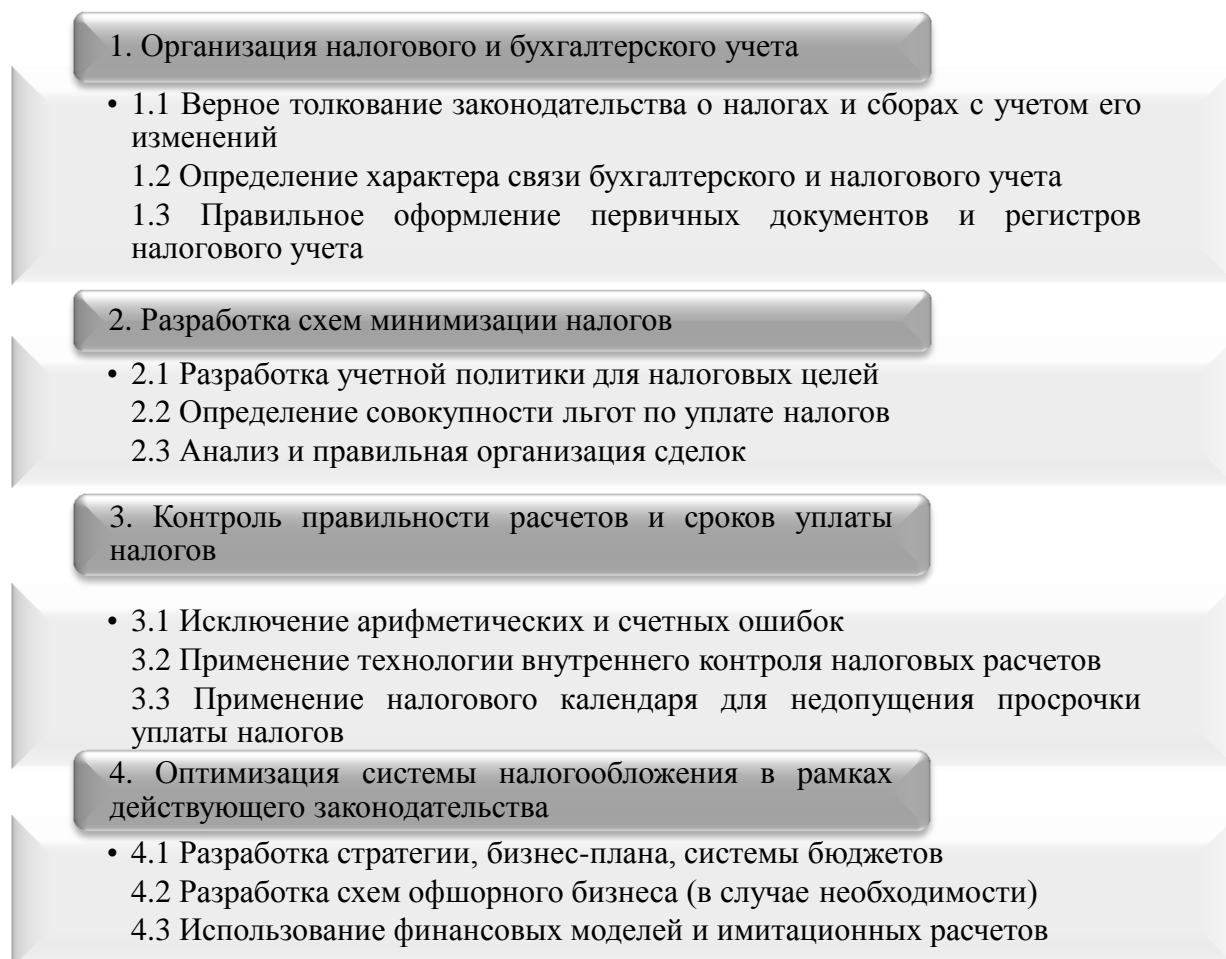 1. Организация налогового и бухгалтерского учета
• 1.1 Верное толкование законодательства о налогах и сборах с учетом его
изменений
1.2 Определение характера связи бухгалтерского и налогового учета
1.3 Правильное оформление первичных документов и регистров
налогового учета
2. Разработка схем минимизации налогов
• 2.1 Разработка учетной политики для налоговых целей
2.2 Определение совокупности льгот по уплате налогов
2.3 Анализ и правильная организация сделок
3. Контроль правильности расчетов и сроков уплаты
налогов
• 3.1 Исключение арифметических и счетных ошибок
3.2 Применение технологии внутреннего контроля налоговых расчетов
3.3 Применение налогового календаря для недопущения просрочки
уплаты налогов
4. Оптимизация системы налогообложения в рамках
действующего законодательства
• 4.1 Разработка стратегии, бизнес-плана, системы бюджетов
4.2 Разработка схем офшорного бизнеса (в случае необходимости)
4.3 Использование финансовых моделей и имитационных расчетов